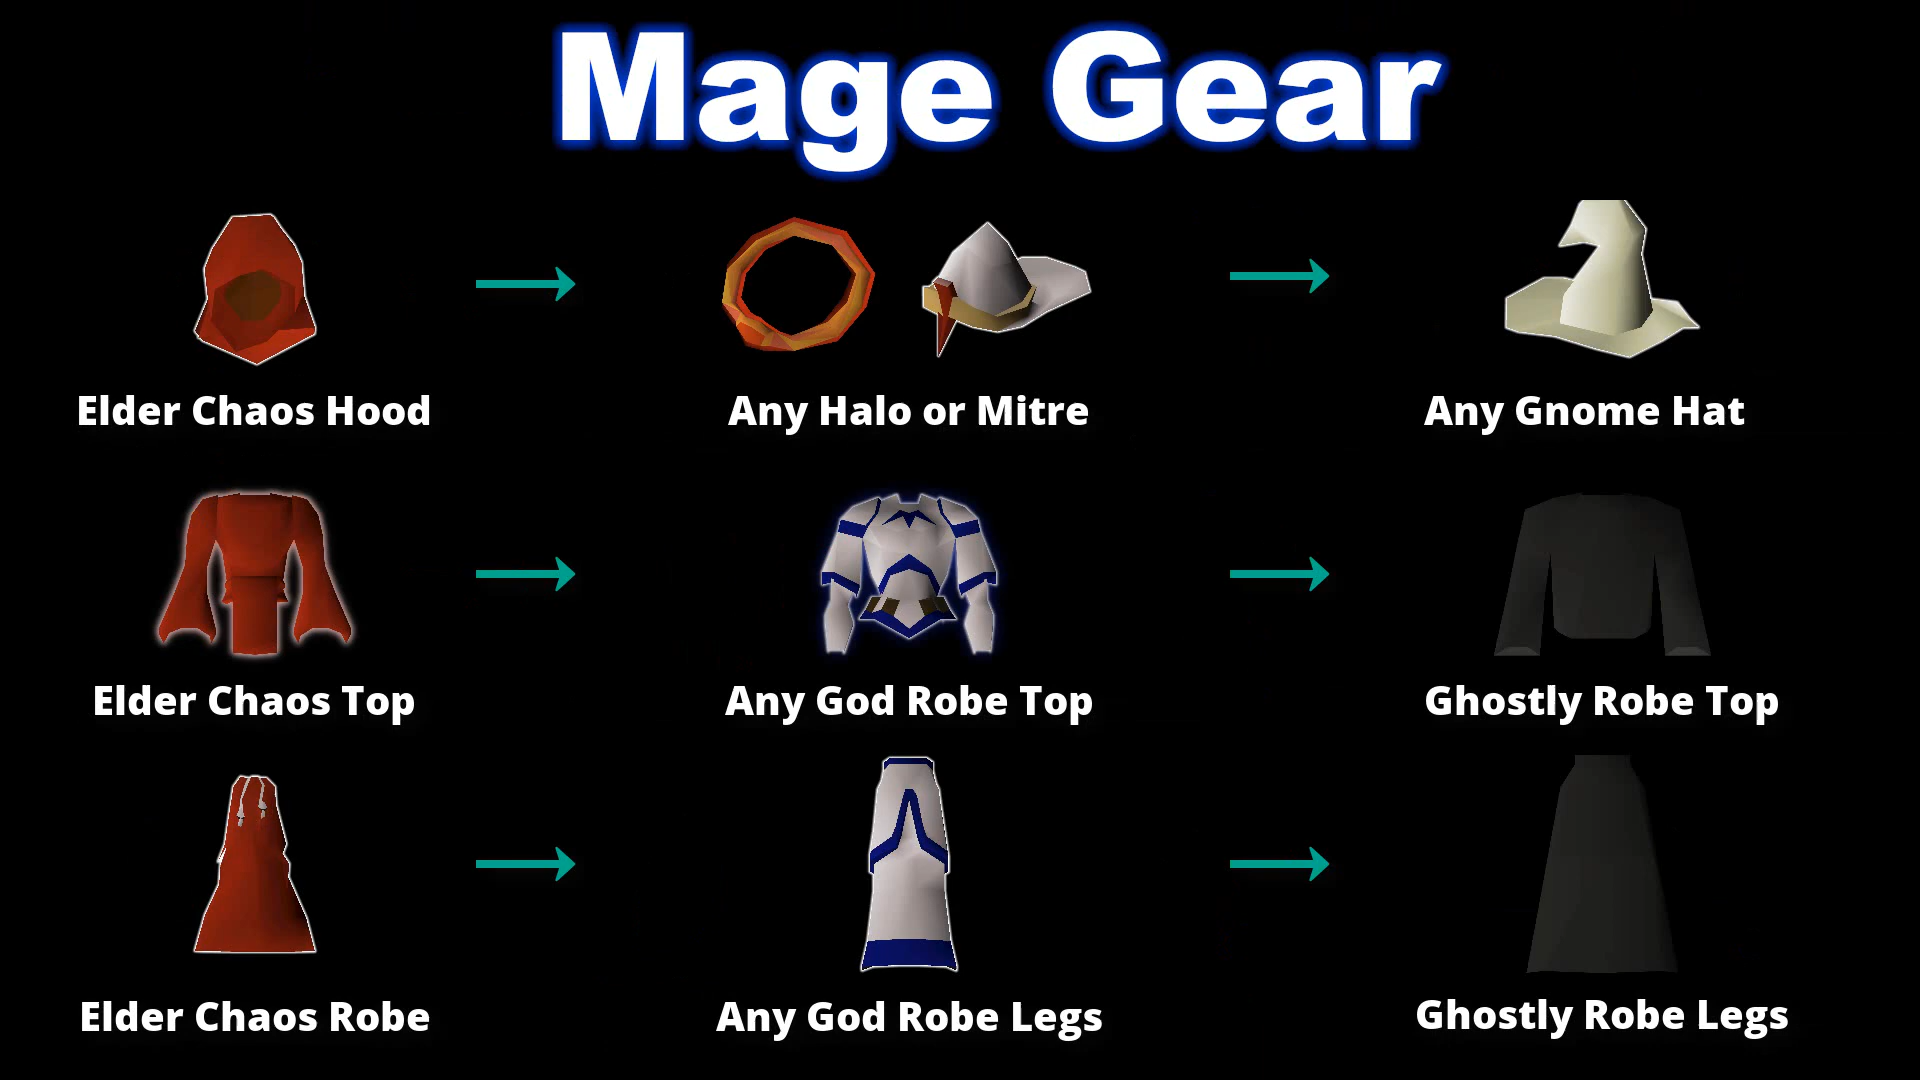 Mage Gear
Elder Chaos Hood
Any Halo or Mitre
Any Gnome Hat
Elder Chaos Top
Any God Robe Top
Ghostly Robe Top
Elder Chaos Robe
Any God Robe Legs
Ghostly Robe Legs